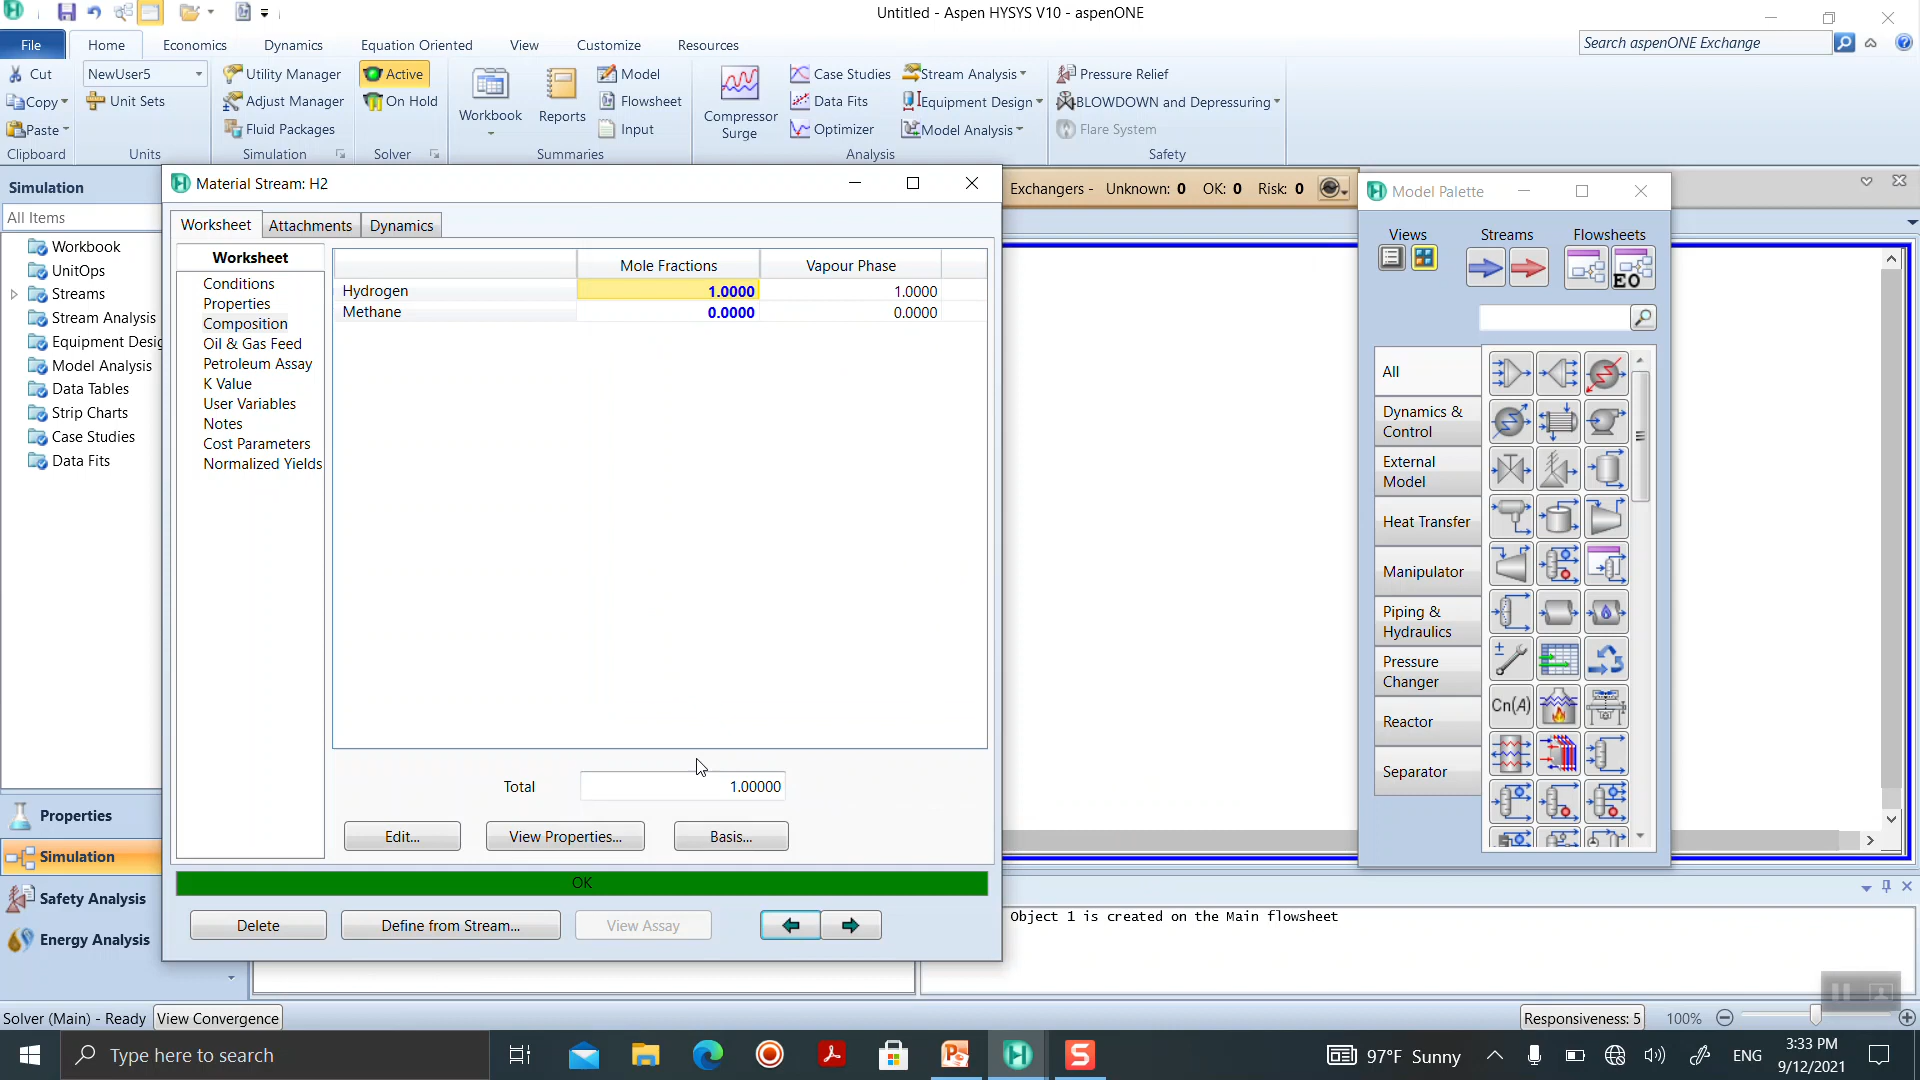 Untitled - Aspen HYSYS V10 - aspenONE
File Home Economics Dynamics Equation Oriented View Customize Resources
Search aspenONE Exchange
Cut
Copy
Paste
Clipboard
NewUser5
Unit Sets
Units
Utility Manager
Adjust Manager
Fluid Packages
Simulation
Active
On Hold
Solver
Workbook
Reports
Model
Flowsheet
Input
Summaries
Compressor
Surge
Case Studies
Data Fits
Optimizer
Stream Analysis
Equipment Design
Model Analysis
Analysis
Pressure Relief
BLOWDOWN and Depressuring
Flare System
Safety
Simulation
All Items
Workbook
UnitOps
Streams
Stream Analysis
Equipment Desig
Model Analysis
Data Tables
Strip Charts
Case Studies
Data Fits
Properties
Simulation
Safety Analysis
Energy Analysis
Material Stream: H2
Worksheet Attachments Dynamics
Worksheet
Conditions
Properties
Composition
Oil & Gas Feed
Petroleum Assay
K Value
User Variables
Notes
Cost Parameters
Normalized Yields
Mole Fractions Vapour Phase
Hydrogen 1.0000 1.0000
Methane 0.0000 0.0000
Total 1.00000
Edit... View Properties... Basis...
OK
Delete Define from Stream... View Assay
Exchangers - Unknown: 0 OK: 0 Risk: 0
Model Palette
Views Streams Flowsheets
EO
All
Dynamics &
Control
External
Model
Heat Transfer
Manipulator
Piping &
Hydraulics
Pressure
Changer
Reactor
Separator
Cn(A)
Object 1 is created on the Main flowsheet
Solver (Main) - Ready View Convergence
Responsiveness: 5 100%
Type here to search
97°F Sunny
ENG
3:33 PM
9/12/2021